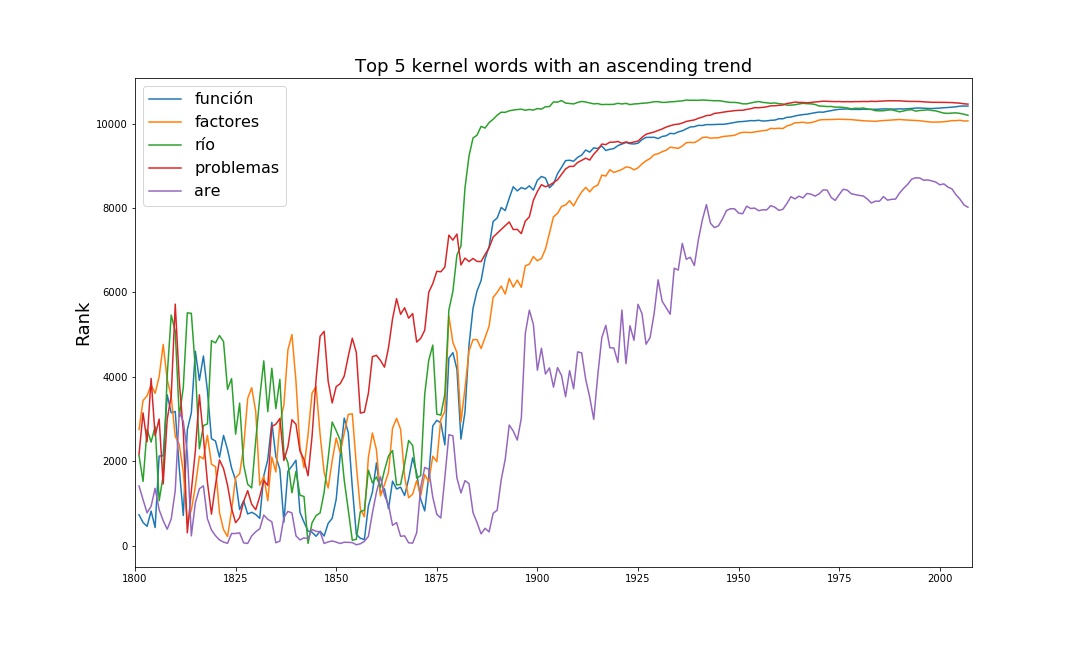 Top 5 kernel words with an ascending trend
función
factores
río
problemas
are
Rank
10000
8000
6000
4000
2000
0
1800 1825 1850 1875 1900 1925 1950 1975 2000